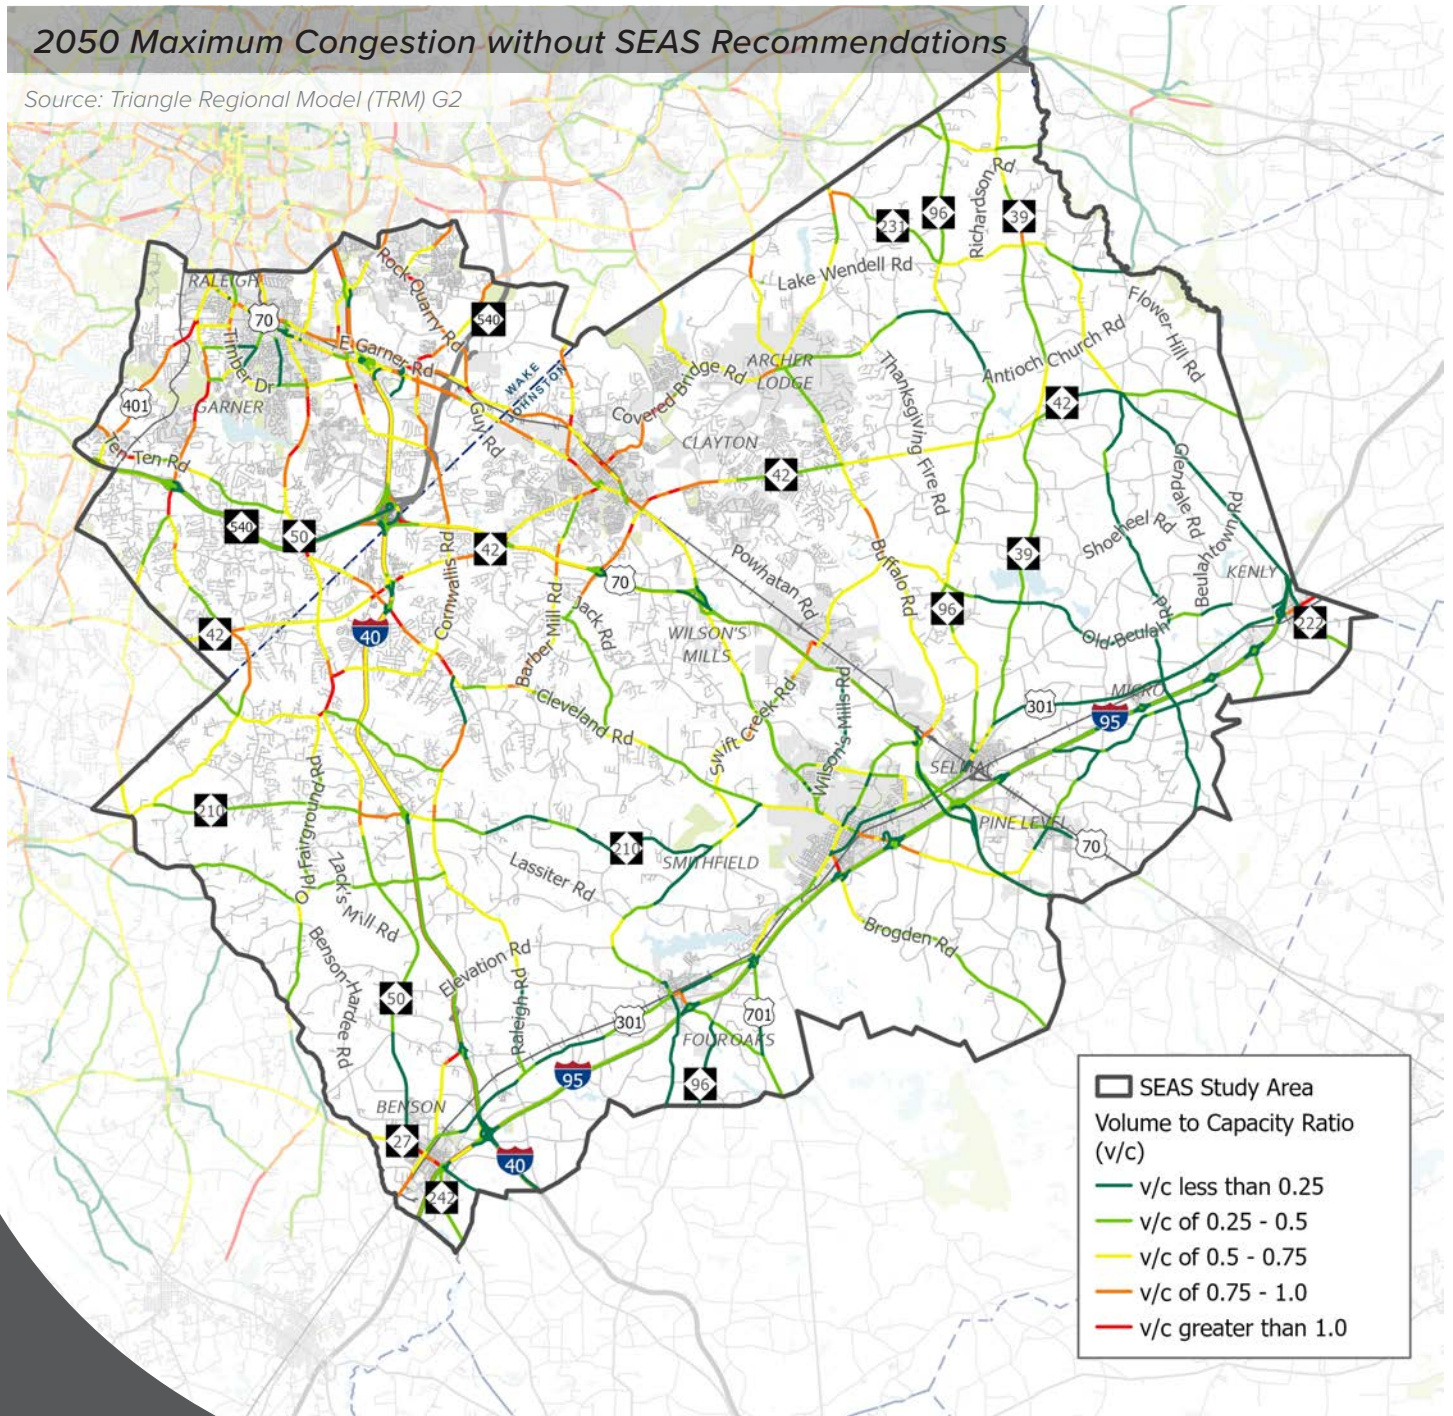 2050 Maximum Congestion without SEAS Recommendations
Source: Triangle Regional Model (TRM) G2
RALEIGH
70
Rock Quarry Rd
540
E Garner Rd
Timber Dr
GARNER
401
Ten-Ten Rd
540
50
42
WAKE
JOHNSTON
Guy Rd
Covered Bridge Rd
CLAYTON
42
ARCHER
LODGE
Lake Wendell Rd
231
96
Richardson Rd
39
Flower Hill Rd
Antioch Church Rd
42
Thanksgiving Fire Rd
Glendale Rd
Shoeheel Rd
Beulahtown Rd
KENLY
222
39
96
Old Beulah Rd
Buffalo Rd
Powhatan Rd
42
70
Cornwallis Rd
Barber Mill Rd
Jack Rd
WILSON'S
MILLS
40
Cleveland Rd
Swift Creek Rd
Wilson's Mills Rd
301
MICRO
95
SELMA
PINE LEVEL
70
210
Old Fairground Rd
210
SMITHFIELD
Lassiter Rd
Zack's Mill Rd
Brogden Rd
Benson-Hardee Rd
50
Elevation Rd
Raleigh Rd
301
701
FOUR OAKS
95
96
BENSON
27
40
242
SEAS Study Area
Volume to Capacity Ratio
(v/c)
v/c less than 0.25
v/c of 0.25 - 0.5
v/c of 0.5 - 0.75
v/c of 0.75 - 1.0
v/c greater than 1.0